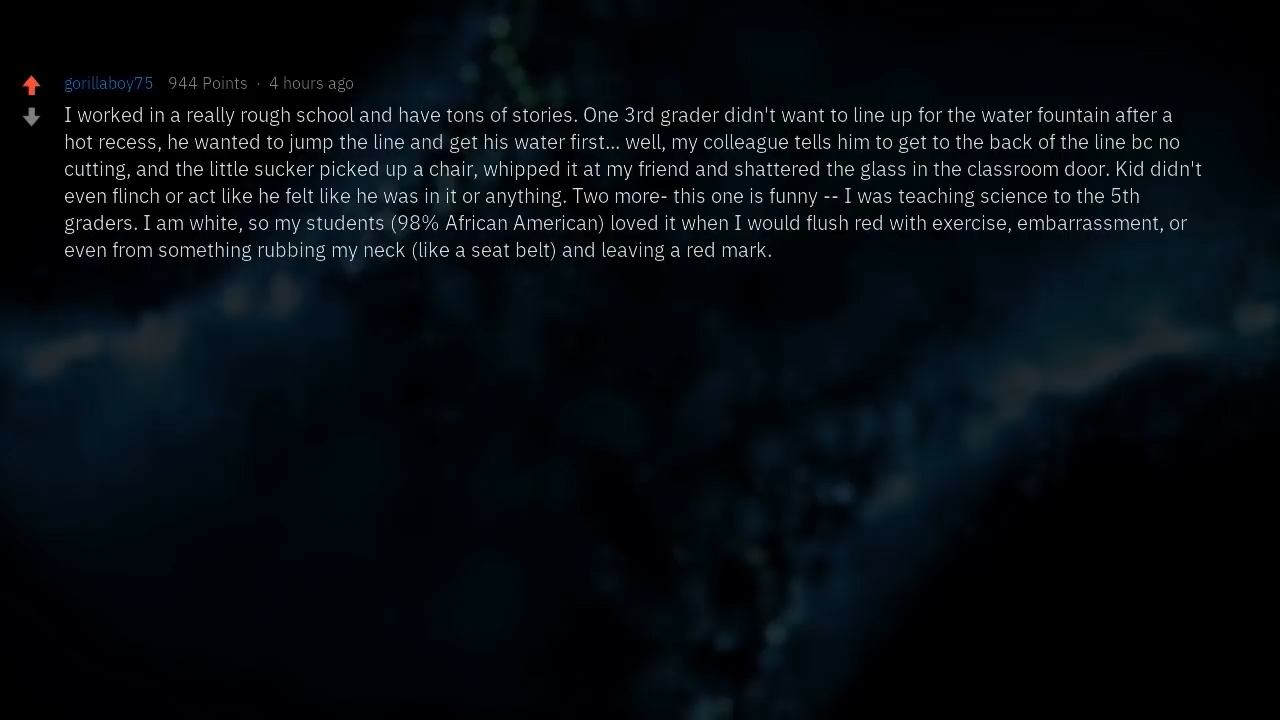 gorillaboy75 944 Points · 4 hours ago
I worked in a really rough school and have tons of stories. One 3rd grader didn't want to line up for the water fountain after a
hot recess, he wanted to jump the line and get his water first... well, my colleague tells him to get to the back of the line bc no
cutting, and the little sucker picked up a chair, whipped it at my friend and shattered the glass in the classroom door. Kid didn't
even flinch or act like he felt like he was in it or anything. Two more- this one is funny -- I was teaching science to the 5th
graders. I am white, so my students (98% African American) loved it when I would flush red with exercise, embarrassment, or
even from something rubbing my neck (like a seat belt) and leaving a red mark.